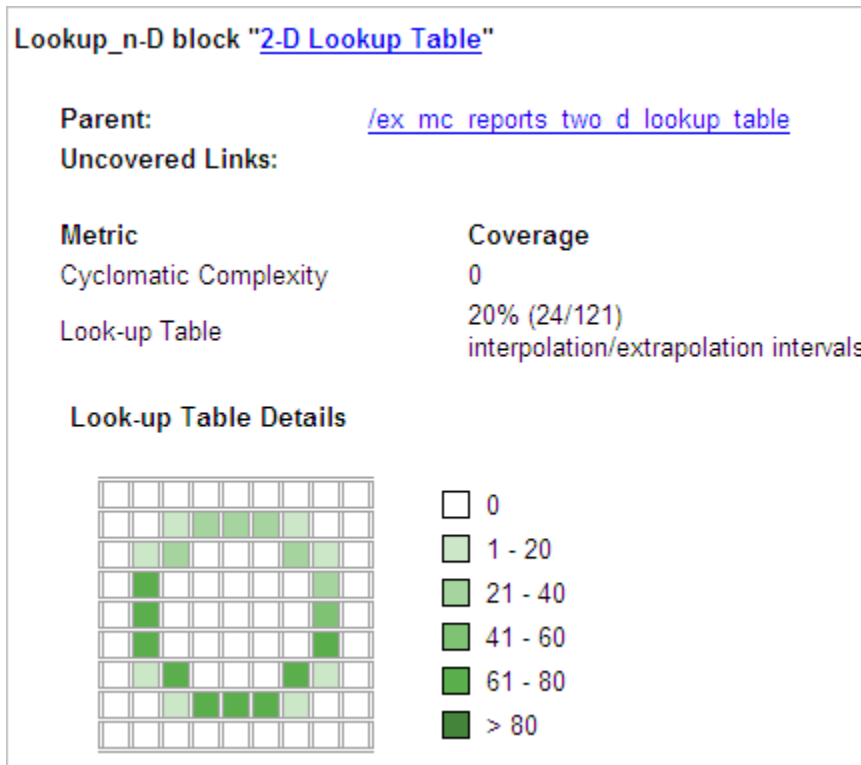 Lookup_n-D block "2-D Lookup Table"
Parent: /ex_mc_reports_two_d_lookup_table
Uncovered Links:
Metric Coverage
Cyclomatic Complexity 0
Look-up Table 20% (24/121)
interpolation/extrapolation intervals
Look-up Table Details
0
1 - 20
21 - 40
41 - 60
61 - 80
> 80